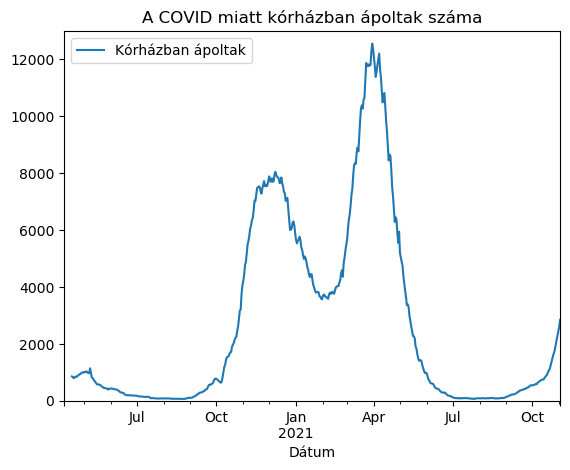 A COVID miatt kórházban ápoltak száma
Kórházban ápoltak
12000
10000
8000
6000
4000
2000
0
Jul Oct Jan Apr Jul Oct
2021
Dátum